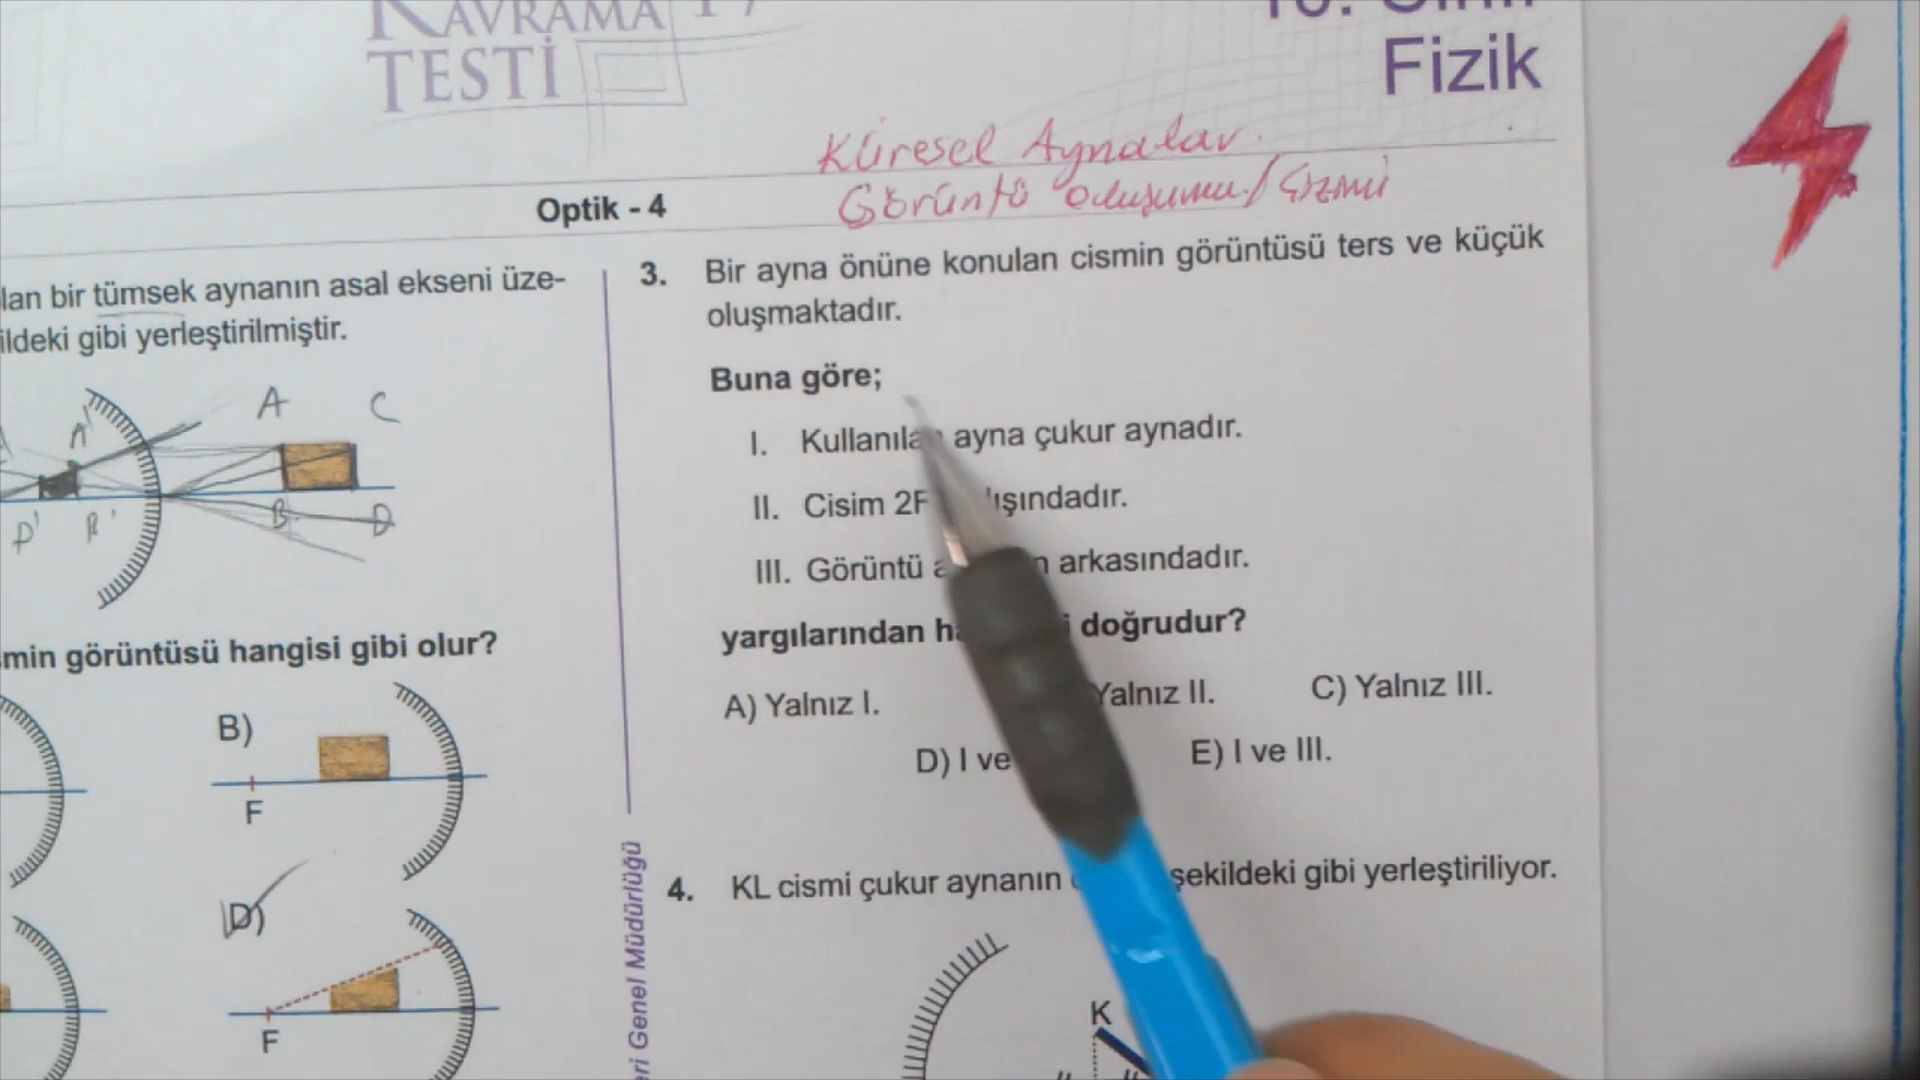 KAVRAMA
TESTİ
Fizik
Küresel Aynalar
Görüntü oluşumu/Çizimi
Optik - 4
lan bir tümsek aynanın asal ekseni üze-
ildeki gibi yerleştirilmiştir.
A C
A'
D' B' B D
min görüntüsü hangisi gibi olur?
B)
F
D)
F
3. Bir ayna önüne konulan cismin görüntüsü ters ve küçük
oluşmaktadır.
Buna göre;
I. ayna çukur aynadır.
II. Cisim 2F
III. Görüntü arkasındadır.
yargılarından doğrudur?
A) Yalnız I.
Yalnız II.
C) Yalnız III.
D) I ve
E) I ve III.
4. KL cismi çukur aynanın şekildeki gibi yerleştiriliyor.
K
Genel Müdürlüğü